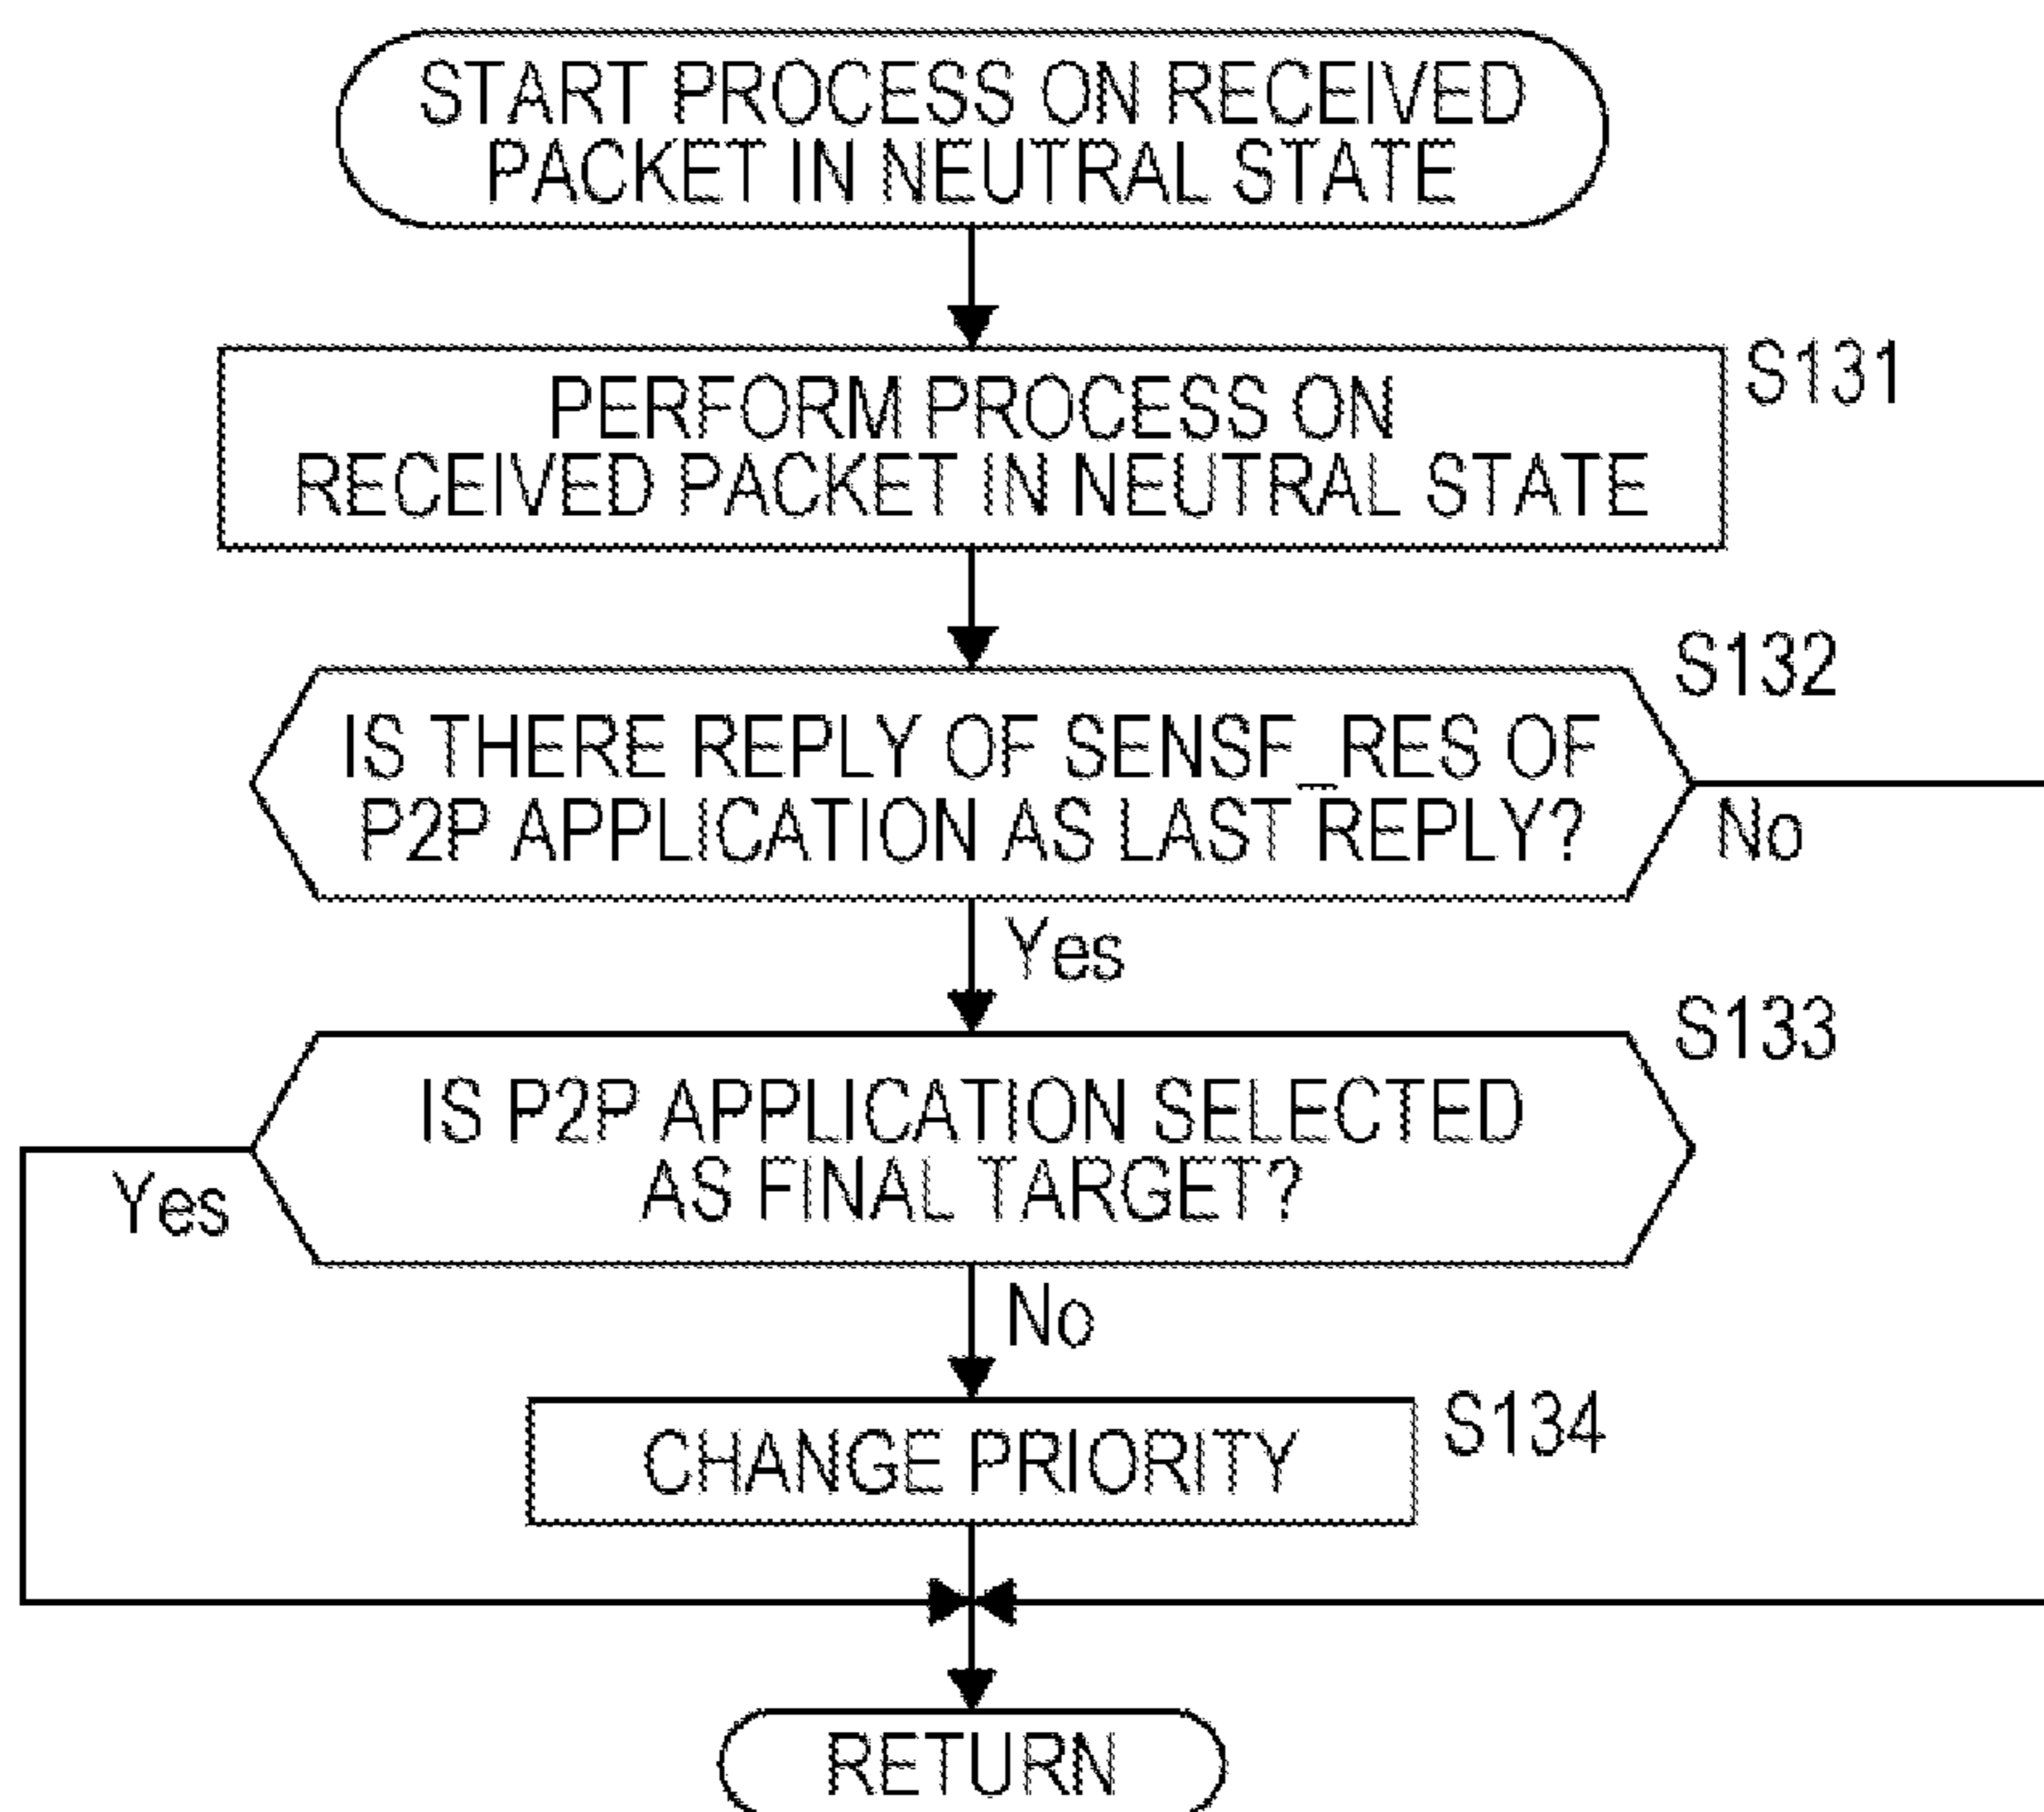 START PROCESS ON RECEIVED
PACKET IN NEUTRAL STATE
S131
PERFORM PROCESS ON
RECEIVED PACKET IN NEUTRAL STATE
S132
IS THERE REPLY OF SENSF_RES OF
P2P APPLICATION AS LAST REPLY?
No
Yes
S133
IS P2P APPLICATION SELECTED
AS FINAL TARGET?
Yes
No
S134
CHANGE PRIORITY
RETURN